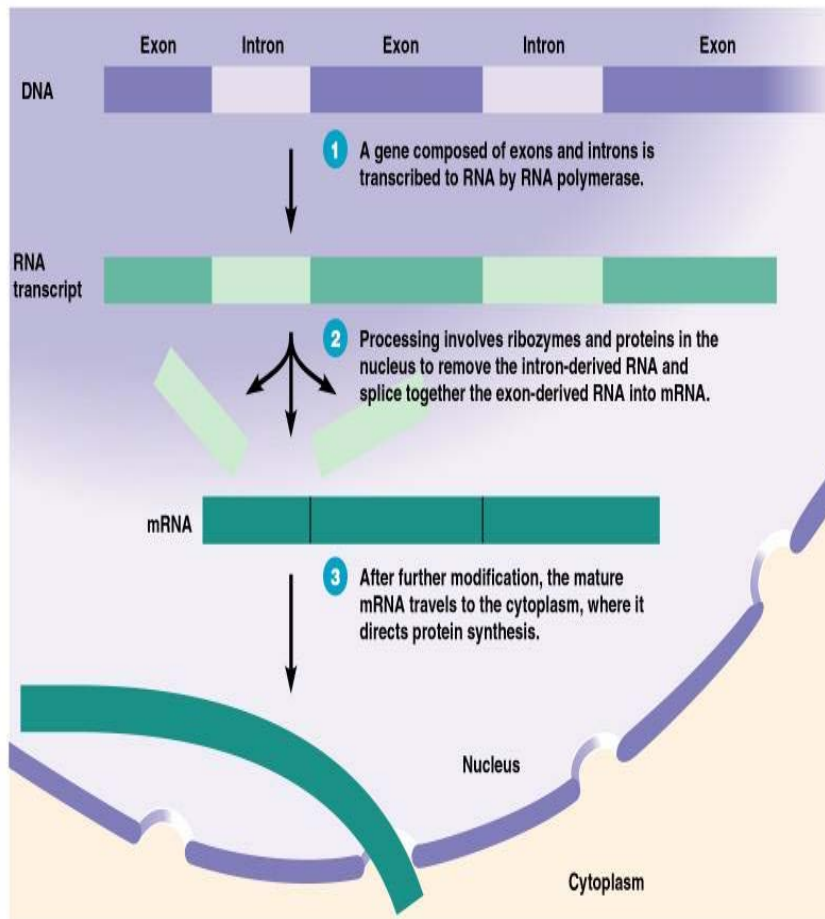 Exon Intron Exon Intron Exon
DNA
1 A gene composed of exons and introns is
transcribed to RNA by RNA polymerase.
RNA
transcript
2 Processing involves ribozymes and proteins in the
nucleus to remove the intron-derived RNA and
splice together the exon-derived RNA into mRNA.
mRNA
3 After further modification, the mature
mRNA travels to the cytoplasm, where it
directs protein synthesis.
Nucleus
Cytoplasm